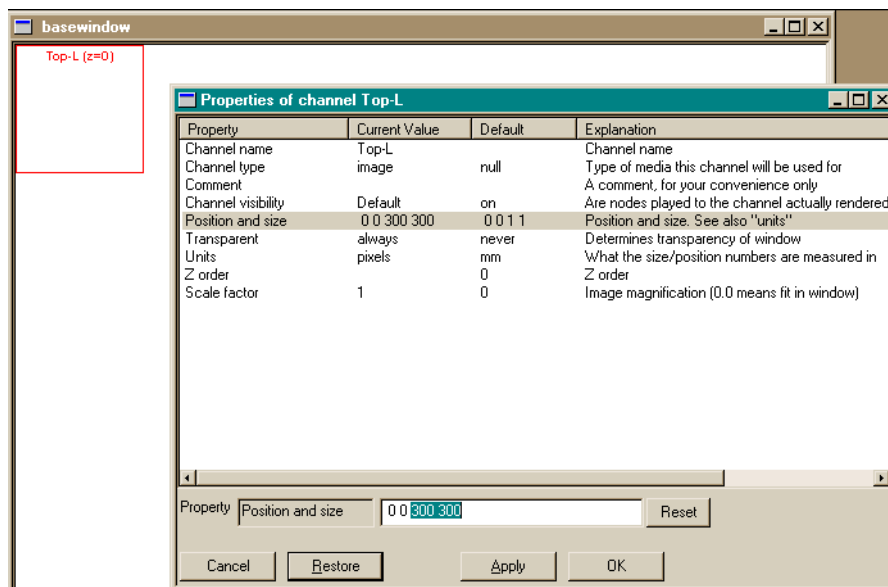 basewindow
Top-L (z=0)
Properties of channel Top-L
Property Current Value Default Explanation
Channel name Top-L Channel name
Channel type image null Type of media this channel will be used for
Comment A comment, for your convenience only
Channel visibility Default on Are nodes played to the channel actually rendered
Position and size 0 0 300 300 0 0 1 1 Position and size. See also "units"
Transparent always never Determines transparency of window
Units pixels mm What the size/position numbers are measured in
Z order 0 Z order
Scale factor 1 0 Image magnification (0.0 means fit in window)
Property Position and size 0 0 300 300 Reset
Cancel Restore Apply OK